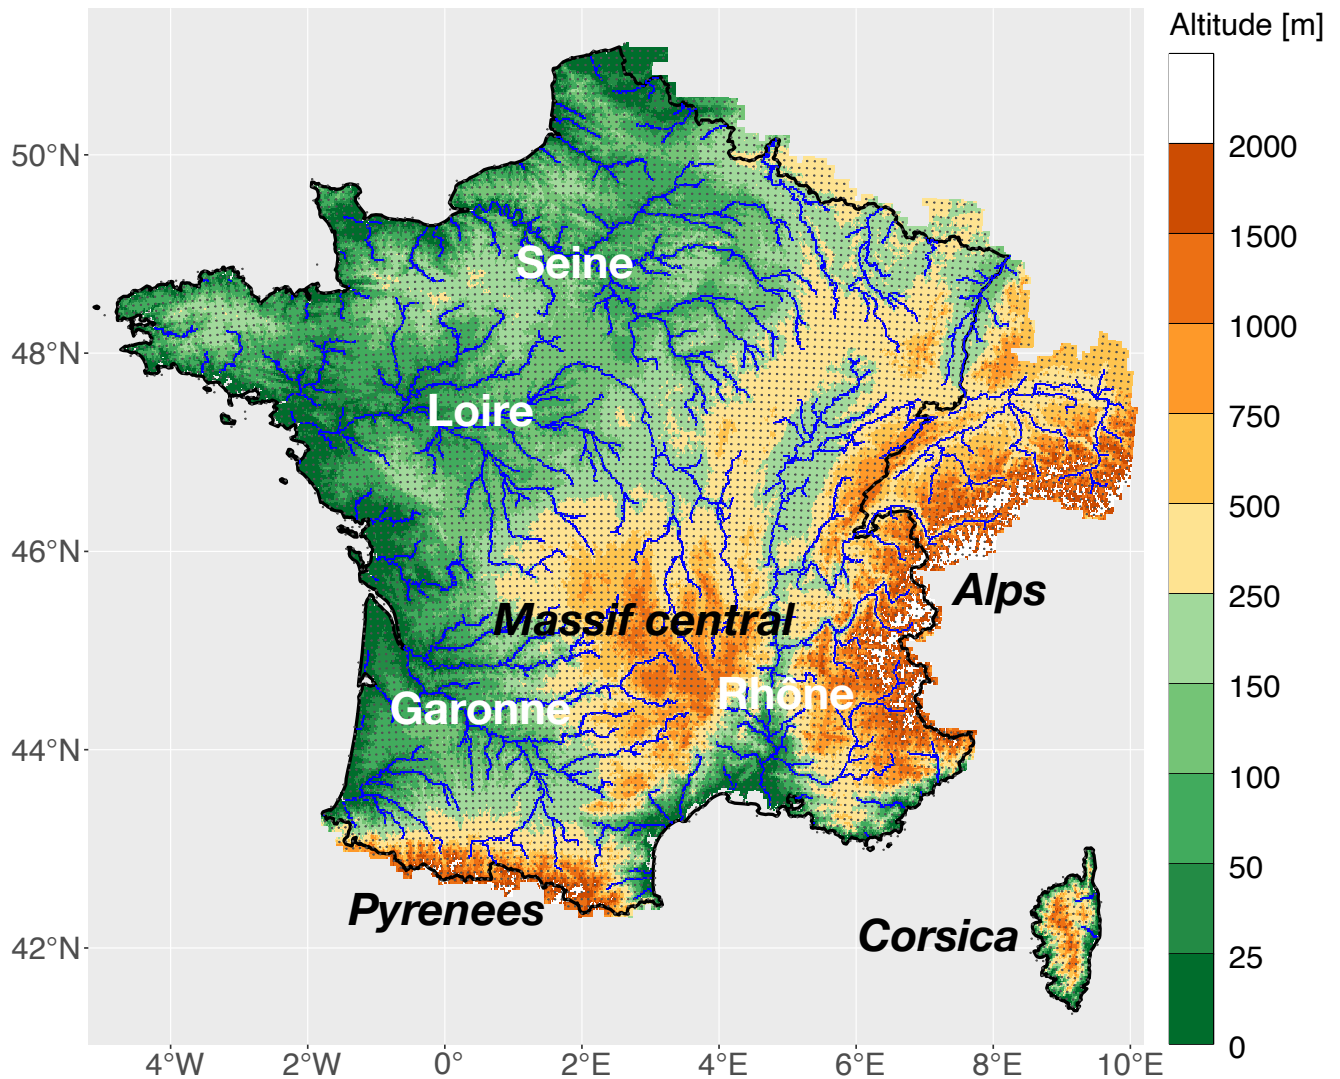 Altitude [m]
2000
1500
1000
750
500
250
150
100
50
25
0
50°N
48°N
46°N
44°N
42°N
Seine
Loire
Alps
Massif central
Rhône
Garonne
Pyrenees
Corsica
4°W
2°W
0°
2°E
4°E
6°E
8°E
10°E